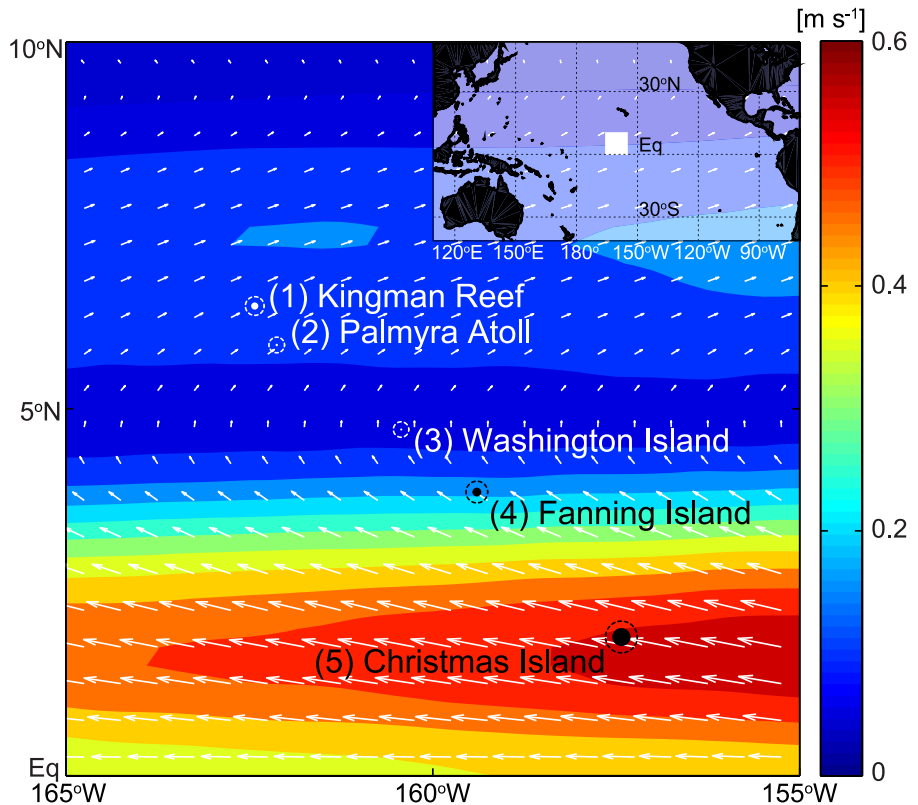 [m s⁻¹]
10°N
0.6
30°N
Eq
30°S
120°E 150°E 180° 150°W 120°W 90°W
(1) Kingman Reef
0.4
(2) Palmyra Atoll
5°N
(3) Washington Island
(4) Fanning Island
0.2
(5) Christmas Island
Eq
0
165°W 160°W 155°W